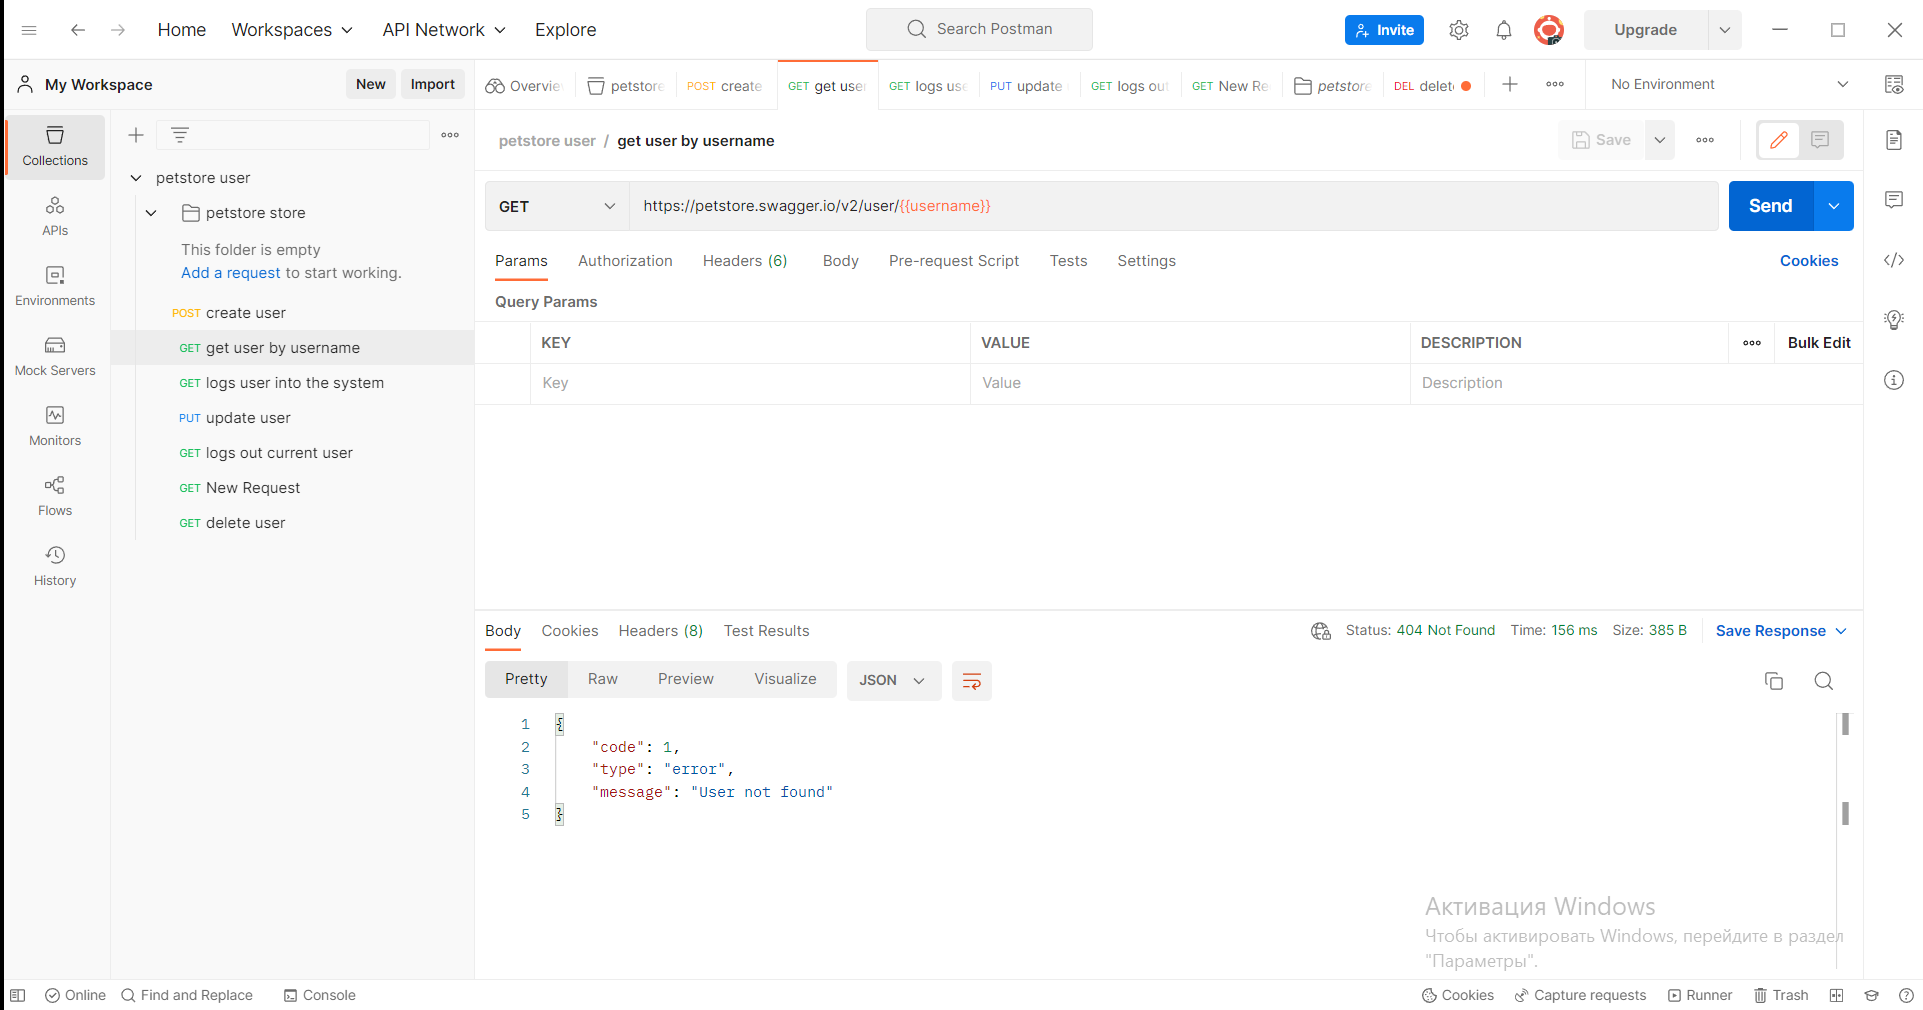 Home Workspaces API Network Explore Search Postman Invite Upgrade
My Workspace New Import Overvie petstore POST create GET get use GET logs use PUT update GET logs out GET New Re petstore DEL delet No Environment
petstore user / get user by username Save
Collections
petstore user
petstore store
GET https://petstore.swagger.io/v2/user/{{username}} Send
APIs
This folder is empty
Add a request to start working.
Params Authorization Headers (6) Body Pre-request Script Tests Settings Cookies
Environments
Query Params
POST create user
KEY VALUE DESCRIPTION Bulk Edit
GET get user by username
Mock Servers
GET logs user into the system
Key Value Description
PUT update user
Monitors
GET logs out current user
GET New Request
Flows
GET delete user
History
Body Cookies Headers (8) Test Results Status: 404 Not Found Time: 156 ms Size: 385 B Save Response
Pretty Raw Preview Visualize JSON
1 {
2 "code": 1,
3 "type": "error",
4 "message": "User not found"
5 }
Активация Windows
Чтобы активировать Windows, перейдите в раздел
"Параметры".
Online Find and Replace Console Cookies Capture requests Runner Trash